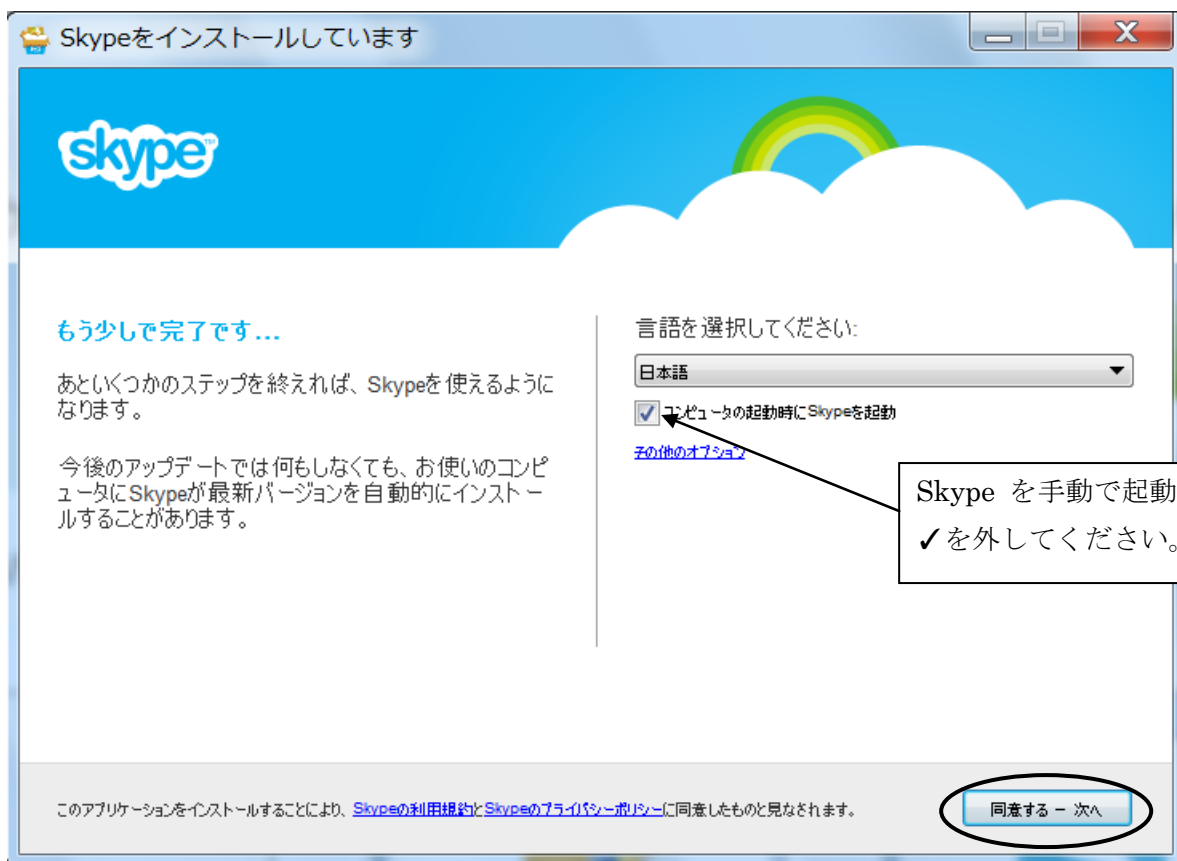 Skypeをインストールしています
skype™
もう少しで完了です...
あといくつかのステップを終えれば、Skypeを使えるように
なります。
今後のアップデートでは何もしなくても、お使いのコンピ
ュータにSkypeが最新バージョンを自動的にインストー
ルすることがあります。
言語を選択してください:
日本語
コンピュータの起動時にSkypeを起動
その他のオプション
Skype を手動で起動
✓を外してください。
このアプリケーションをインストールすることにより、Skypeの利用規約とSkypeのプライバシーポリシーに同意したものと見なされます。
同意する － 次へ